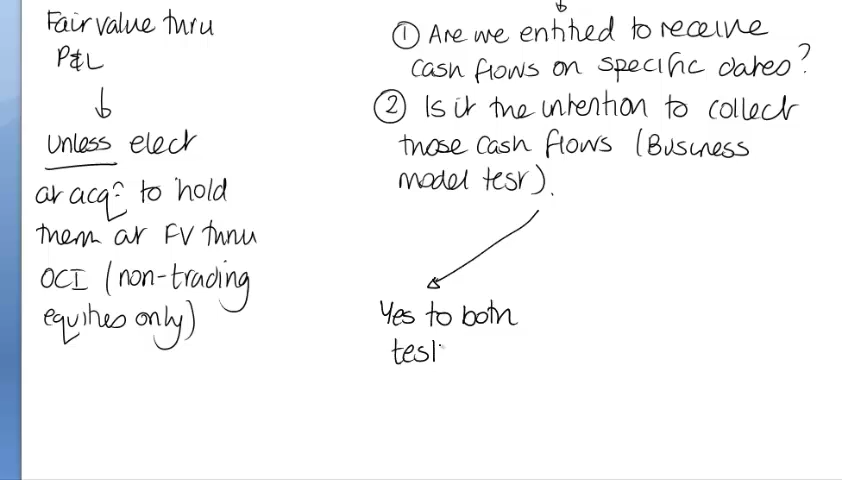 Fair value thru
P&L
unless elect
at acqⁿ to hold
them at FV thru
OCI (non-trading
equities only)
① Are we entitled to receive
cash flows on specific dates?
② Is it the intention to collect
those cash flows (Business
model test).
Yes to both
test